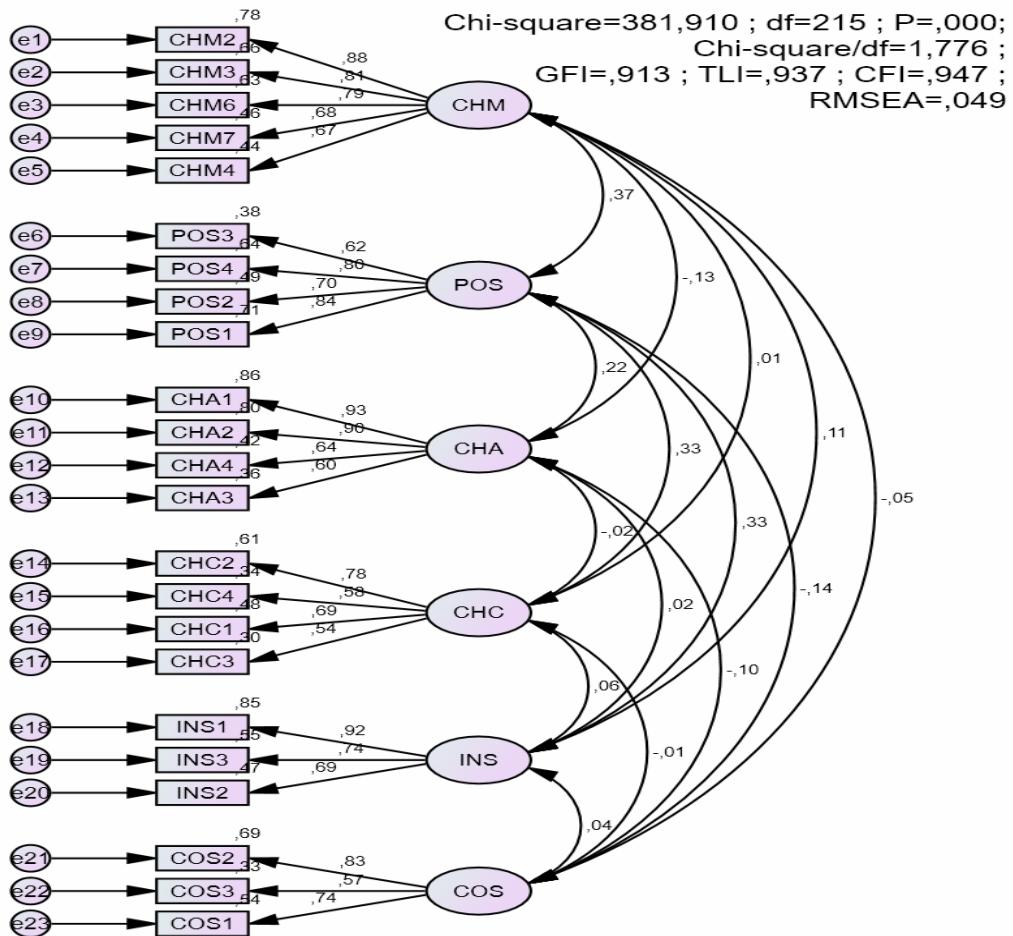 Chi-square=381,910 ; df=215 ; P=,000;
Chi-square/df=1,776 ;
GFI=,913 ; TLI=,937 ; CFI=,947 ;
RMSEA=,049
,78
e1 CHM2 ,88
,66
e2 CHM3 ,81
,63
e3 CHM6 ,79 CHM
,46
e4 CHM7 ,68
,44
e5 CHM4 ,67
,37
,38
e6 POS3 ,62
,64
e7 POS4 ,80
,49
e8 POS2 ,70 POS
,71
e9 POS1 ,84
-,13
,22
,01
,86
e10 CHA1 ,93
,80
e11 CHA2 ,90
,42
e12 CHA4 ,64 CHA
,36
e13 CHA3 ,60
,33
,11
-,05
-,02
,33
,61
e14 CHC2 ,78
,34
e15 CHC4 ,58
,48
e16 CHC1 ,69 CHC
,30
e17 CHC3 ,54
,02
-,14
-,10
,06
,85
e18 INS1 ,92
,55
e19 INS3 ,74 INS
,47
e20 INS2 ,69
-,01
,04
,69
e21 COS2 ,83
,33
e22 COS3 ,57 COS
,54
e23 COS1 ,74